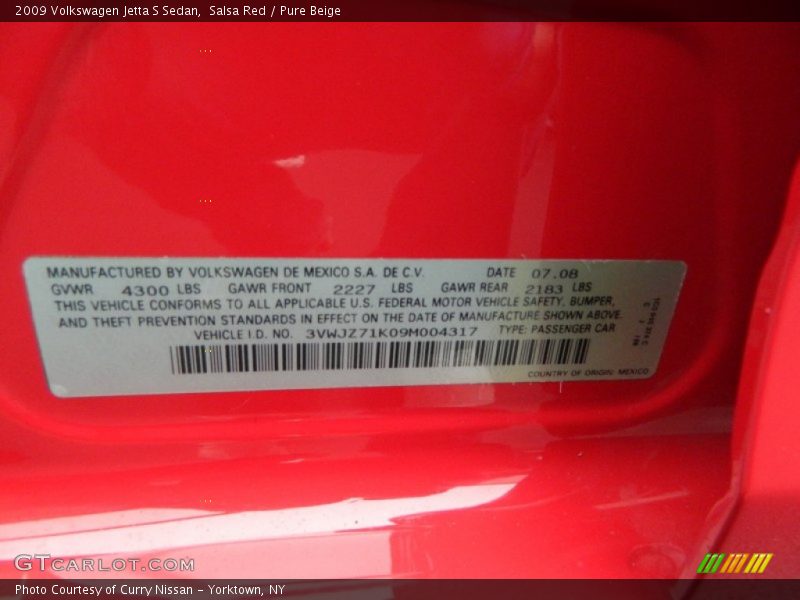 2009 Volkswagen Jetta S Sedan, Salsa Red / Pure Beige
MANUFACTURED BY VOLKSWAGEN DE MEXICO S.A. DE C.V. DATE 07.08
GVWR 4300 LBS GAWR FRONT 2227 LBS GAWR REAR 2183 LBS
THIS VEHICLE CONFORMS TO ALL APPLICABLE U.S. FEDERAL MOTOR VEHICLE SAFETY, BUMPER,
AND THEFT PREVENTION STANDARDS IN EFFECT ON THE DATE OF MANUFACTURE SHOWN ABOVE.
VEHICLE I.D. NO. 3VWJZ71K09M004317 TYPE: PASSENGER CAR
COUNTRY OF ORIGIN: MEXICO
GTcarlot.com
Photo Courtesy of Curry Nissan - Yorktown, NY